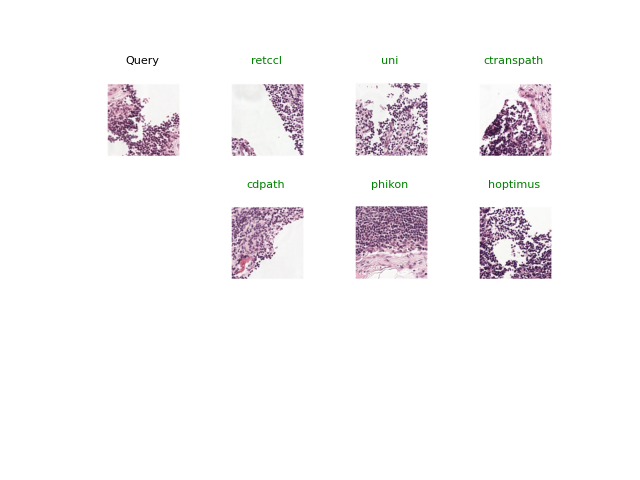 Query
retccl
uni
ctranspath
cdpath
phikon
hoptimus